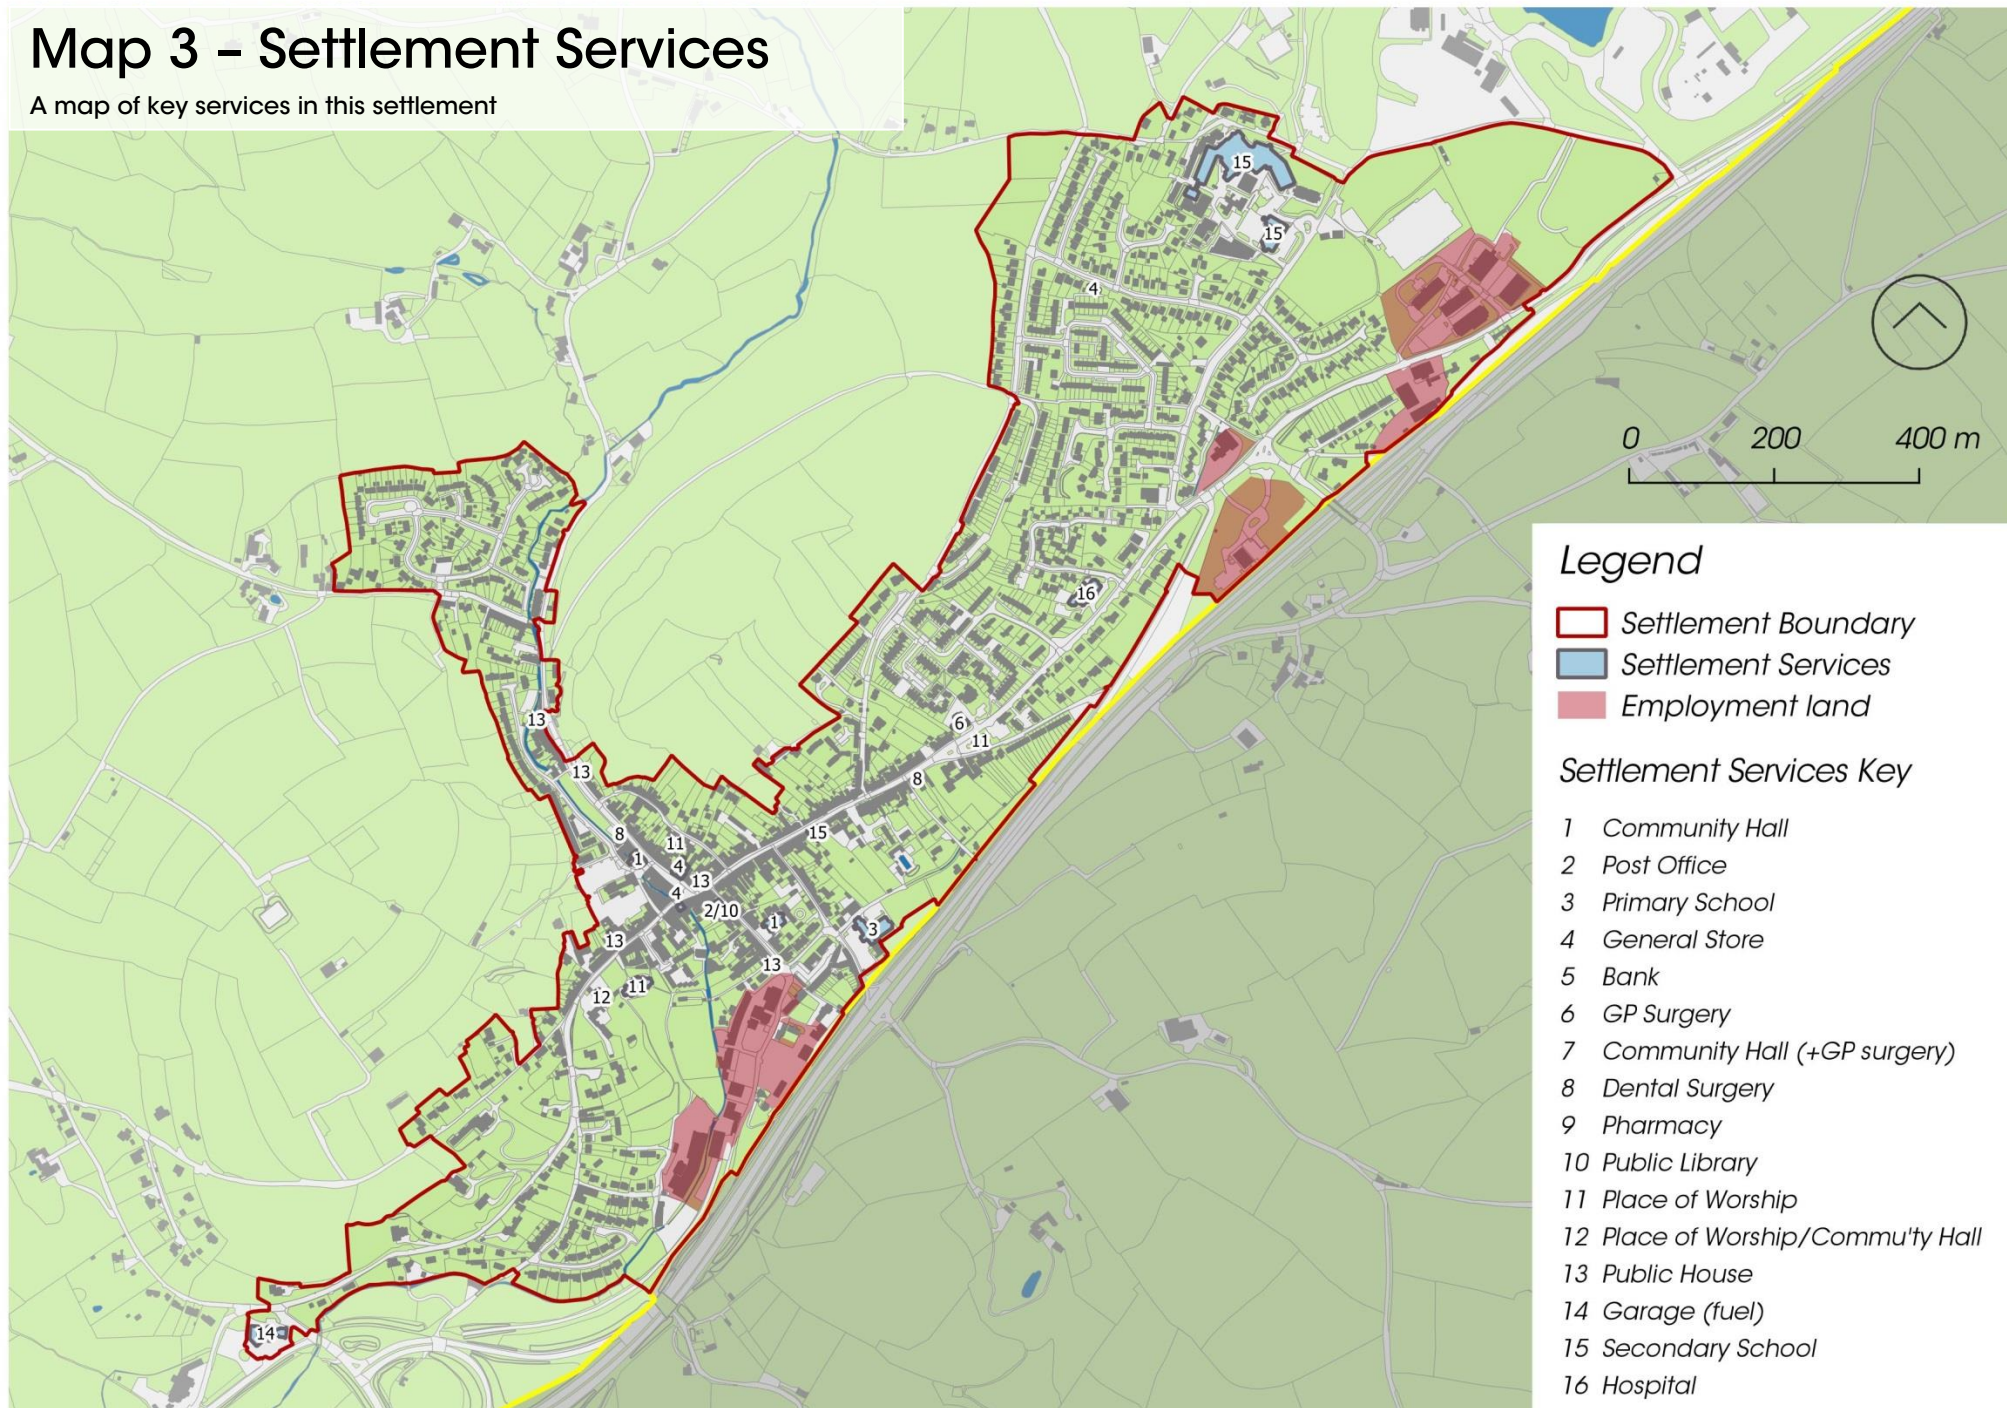 Map 3 – Settlement Services
A map of key services in this settlement
15
15
4
0 200 400 m
16
13
6
11
13
8
8
15
11
1
4
13
4
2/10
1
3
13
13
11
12
14
Legend
Settlement Boundary
Settlement Services
Employment land
Settlement Services Key
1 Community Hall
2 Post Office
3 Primary School
4 General Store
5 Bank
6 GP Surgery
7 Community Hall (+GP surgery)
8 Dental Surgery
9 Pharmacy
10 Public Library
11 Place of Worship
12 Place of Worship/Commu'ty Hall
13 Public House
14 Garage (fuel)
15 Secondary School
16 Hospital